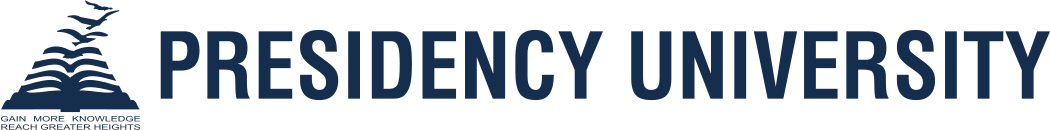 PRESIDENCY UNIVERSITY
GAIN MORE KNOWLEDGE
REACH GREATER HEIGHTS